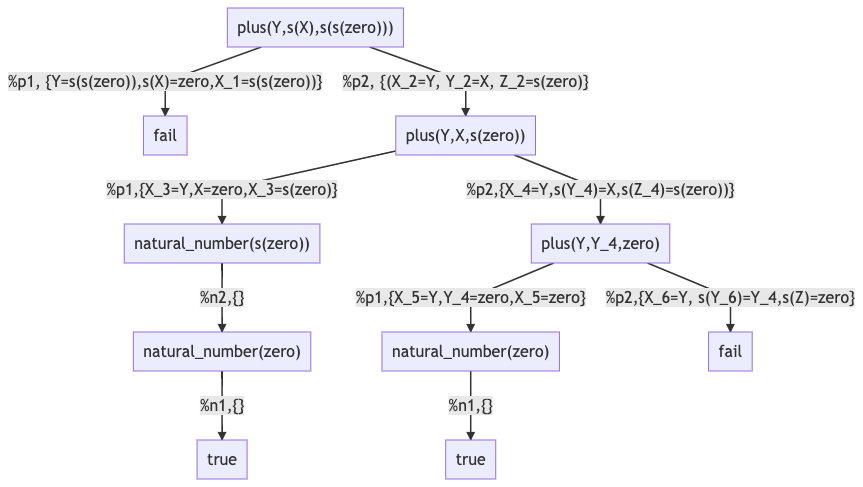 plus(Y,s(X),s(s(zero)))
%p1, {Y=s(s(zero)),s(X)=zero,X_1=s(s(zero))}
%p2, {(X_2=Y, Y_2=X, Z_2=s(zero)}
fail
plus(Y,X,s(zero))
%p1,{X_3=Y,X=zero,X_3=s(zero)}
%p2,{X_4=Y,s(Y_4)=X,s(Z_4)=s(zero))}
natural_number(s(zero))
plus(Y,Y_4,zero)
%n2,{}
%p1,{X_5=Y,Y_4=zero,X_5=zero}
%p2,{X_6=Y, s(Y_6)=Y_4,s(Z)=zero}
natural_number(zero)
natural_number(zero)
fail
%n1,{}
%n1,{}
true
true